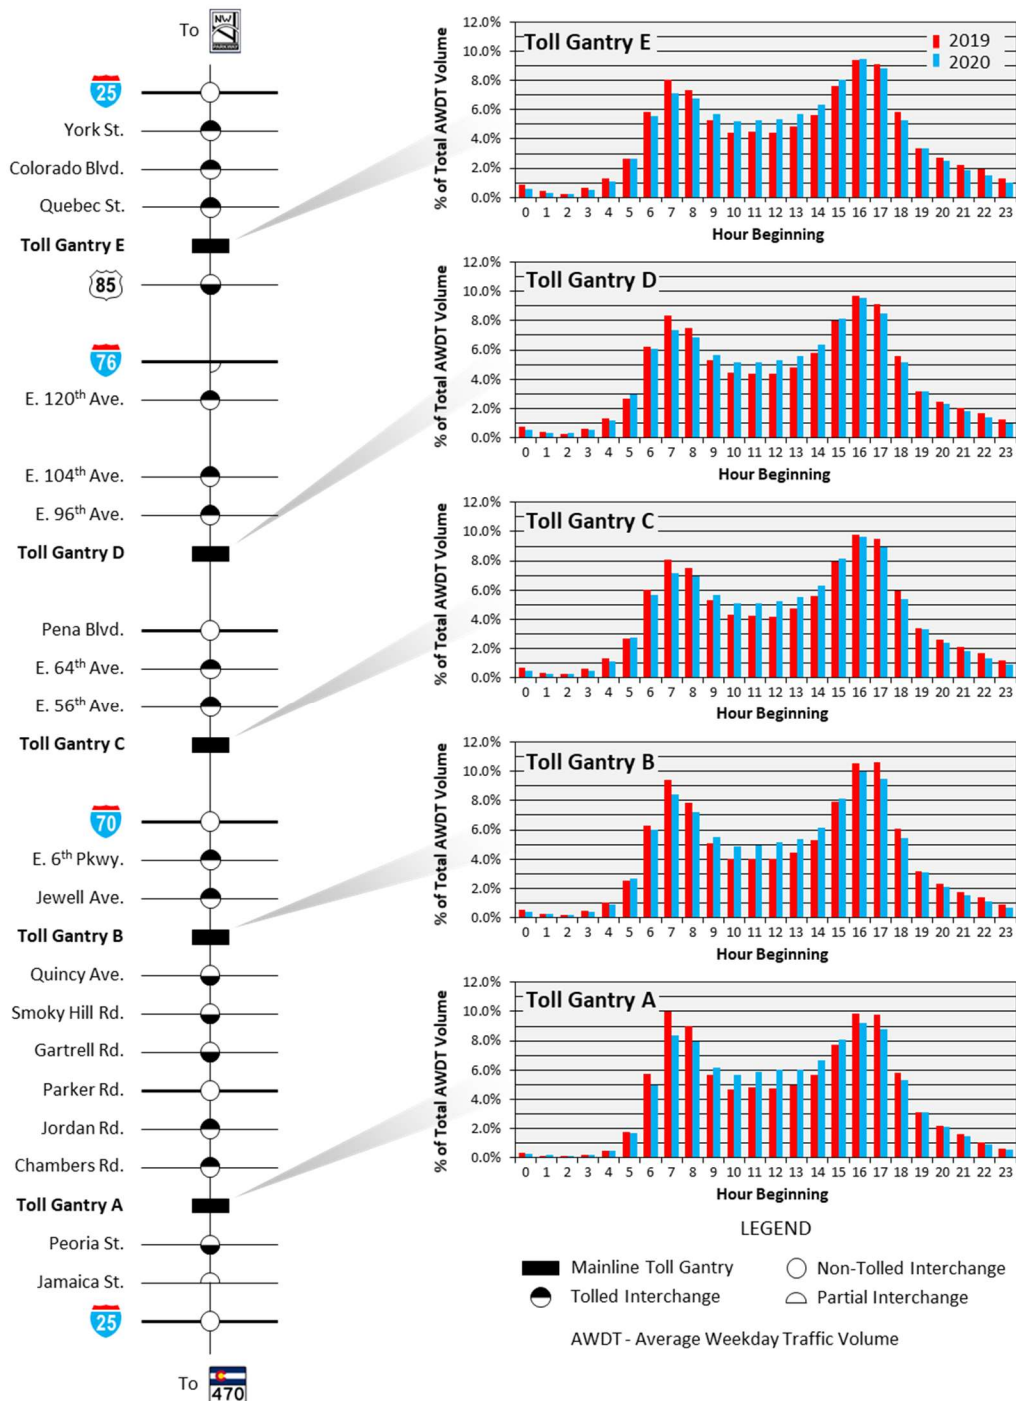 To
NW
PARKWAY
25
York St.
Colorado Blvd.
Quebec St.
Toll Gantry E
85
76
E. 120th Ave.
E. 104th Ave.
E. 96th Ave.
Toll Gantry D
Pena Blvd.
E. 64th Ave.
E. 56th Ave.
Toll Gantry C
70
E. 6th Pkwy.
Jewell Ave.
Toll Gantry B
Quincy Ave.
Smoky Hill Rd.
Gartrell Rd.
Parker Rd.
Jordan Rd.
Chambers Rd.
Toll Gantry A
Peoria St.
Jamaica St.
25
To
470
Toll Gantry E
2019
2020
% of Total AWDT Volume
12.0%
10.0%
8.0%
6.0%
4.0%
2.0%
0.0%
0 1 2 3 4 5 6 7 8 9 10 11 12 13 14 15 16 17 18 19 20 21 22 23
Hour Beginning
Toll Gantry D
% of Total AWDT Volume
12.0%
10.0%
8.0%
6.0%
4.0%
2.0%
0.0%
0 1 2 3 4 5 6 7 8 9 10 11 12 13 14 15 16 17 18 19 20 21 22 23
Hour Beginning
Toll Gantry C
% of Total AWDT Volume
12.0%
10.0%
8.0%
6.0%
4.0%
2.0%
0.0%
0 1 2 3 4 5 6 7 8 9 10 11 12 13 14 15 16 17 18 19 20 21 22 23
Hour Beginning
Toll Gantry B
% of Total AWDT Volume
12.0%
10.0%
8.0%
6.0%
4.0%
2.0%
0.0%
0 1 2 3 4 5 6 7 8 9 10 11 12 13 14 15 16 17 18 19 20 21 22 23
Hour Beginning
Toll Gantry A
% of Total AWDT Volume
12.0%
10.0%
8.0%
6.0%
4.0%
2.0%
0.0%
0 1 2 3 4 5 6 7 8 9 10 11 12 13 14 15 16 17 18 19 20 21 22 23
Hour Beginning
LEGEND
Mainline Toll Gantry
Non-Tolled Interchange
Tolled Interchange
Partial Interchange
AWDT - Average Weekday Traffic Volume